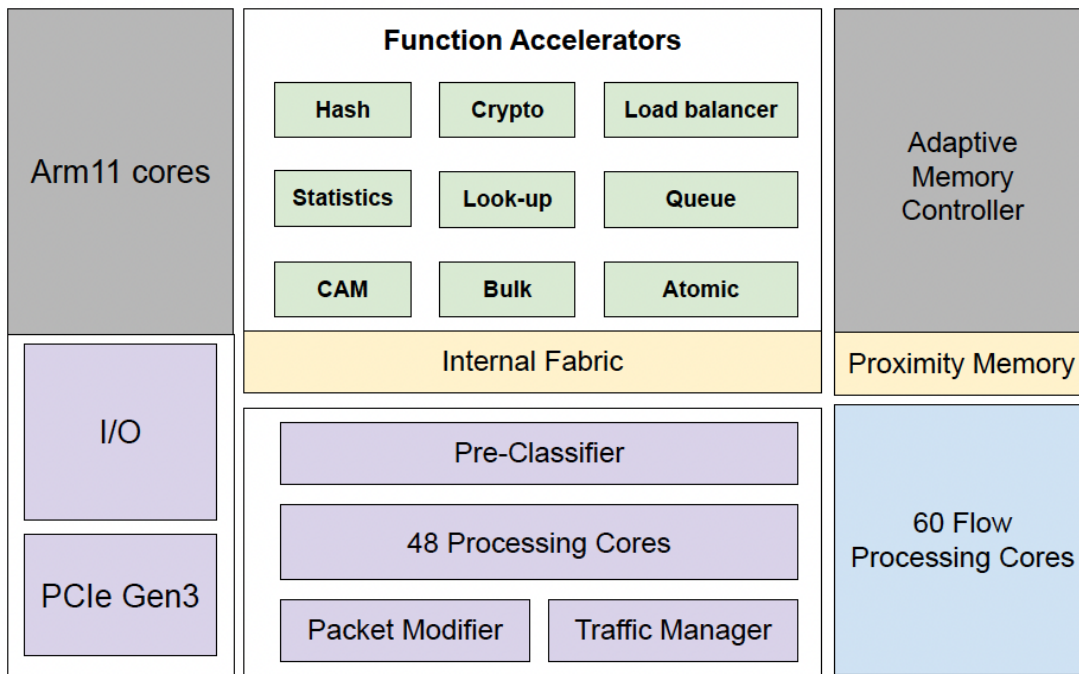 Arm11 cores
I/O
PCIe Gen3
Function Accelerators
Hash
Crypto
Load balancer
Statistics
Look-up
Queue
CAM
Bulk
Atomic
Internal Fabric
Pre-Classifier
48 Processing Cores
Packet Modifier
Traffic Manager
Adaptive
Memory
Controller
Proximity Memory
60 Flow
Processing Cores